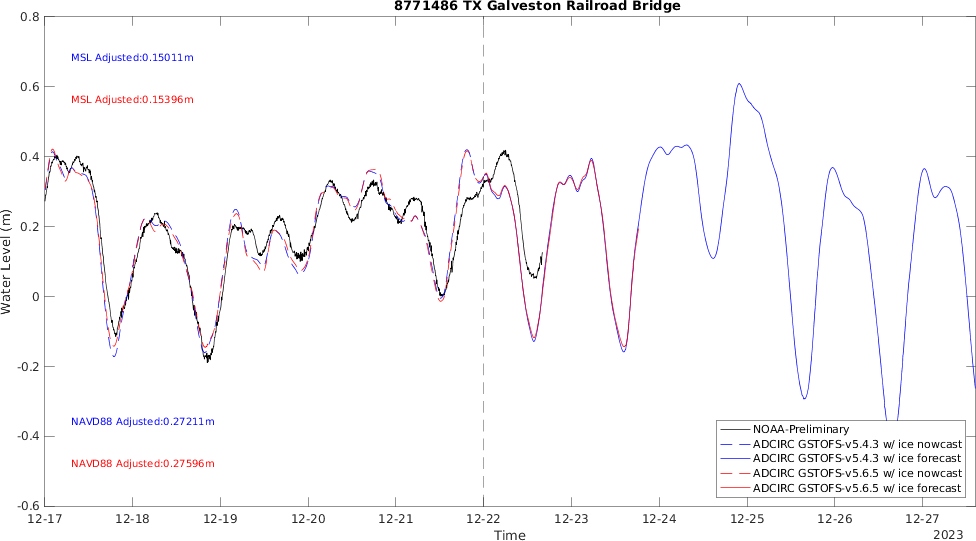 8771486 TX Galveston Railroad Bridge
0.8
MSL Adjusted:0.15011m
0.6
MSL Adjusted:0.15396m
0.4
0.2
Water Level (m)
0
-0.2
NAVD88 Adjusted:0.27211m
NOAA-Preliminary
-0.4
ADCIRC GSTOFS-v5.4.3 w/ ice nowcast
ADCIRC GSTOFS-v5.4.3 w/ ice forecast
NAVD88 Adjusted:0.27596m
ADCIRC GSTOFS-v5.6.5 w/ ice nowcast
ADCIRC GSTOFS-v5.6.5 w/ ice forecast
-0.6
12-17 12-18 12-19 12-20 12-21 12-22 12-23 12-24 12-25 12-26 12-27
Time
2023